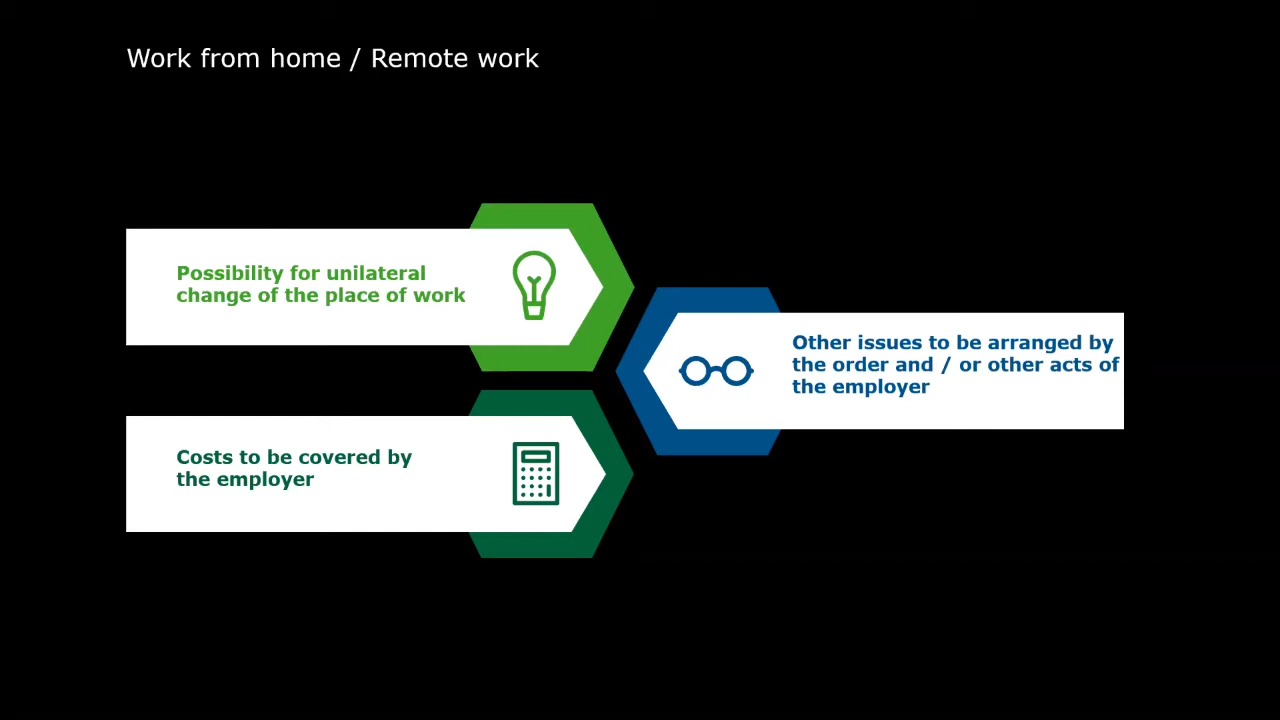 Work from home / Remote work
Possibility for unilateral
change of the place of work
Other issues to be arranged by
the order and / or other acts of
the employer
Costs to be covered by
the employer